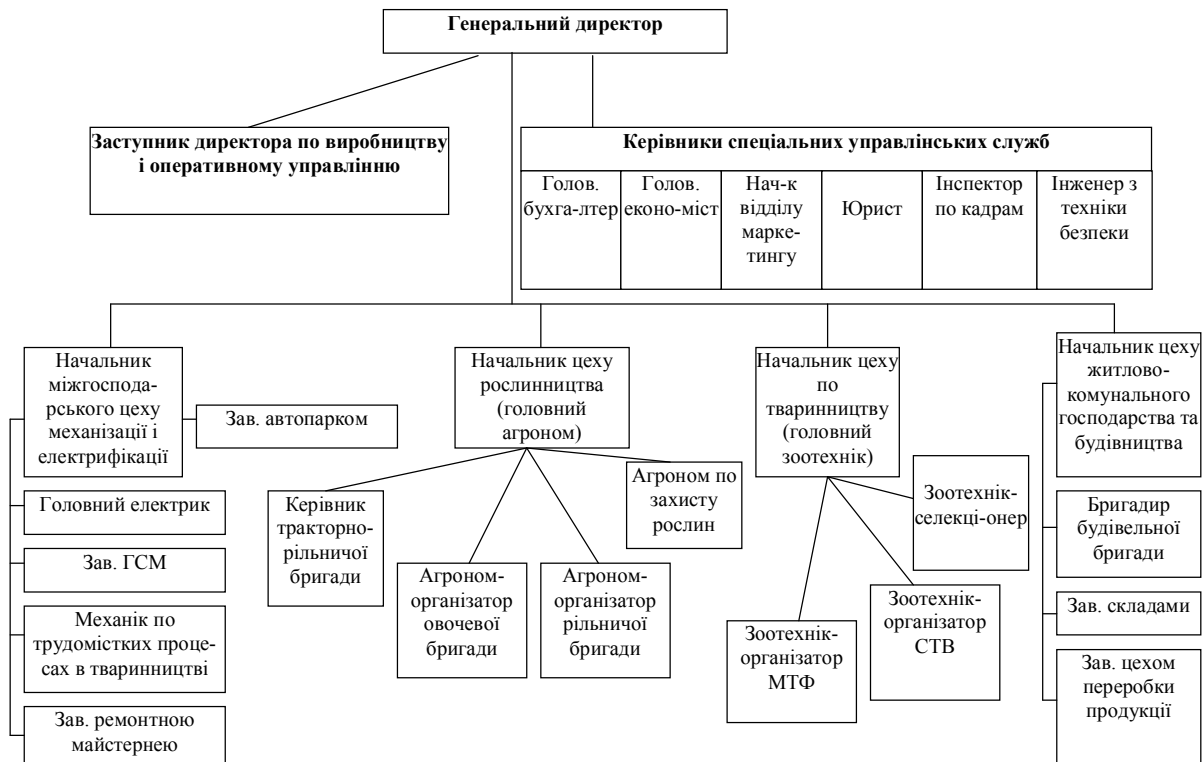 Генеральний директор
Заступник директора по виробництву
і оперативному управлінню
Керівники спеціальних управлінських служб
Голов.
бухга-лтер
Голов.
еконо-міст
Нач-к
відділу
марке-
тингу
Юрист
Інспектор
по кадрам
Інженер з
техніки
безпеки
Начальник
міжгоспода-
рського цеху
механізації і
електрифікації
Зав. автопарком
Головний електрик
Зав. ГСМ
Механік по
трудомістких проце-
сах в тваринництві
Зав. ремонтною
майстернею
Начальник цеху
рослинництва
(головний
агроном)
Керівник
тракторно-
рільничої
бригади
Агроном-
організатор
овочевої
бригади
Агроном-
організатор
рільничої
бригади
Агроном по
захисту
рослин
Начальник цеху
по
тваринництву
(головний
зоотехнік)
Зоотехнік-
організатор
МТФ
Зоотехнік-
організатор
СТВ
Зоотехнік-
селекці-онер
Начальник цеху
житлово-
комунального
господарства та
будівництва
Бригадир
будівельної
бригади
Зав. складами
Зав. цехом
переробки
продукції